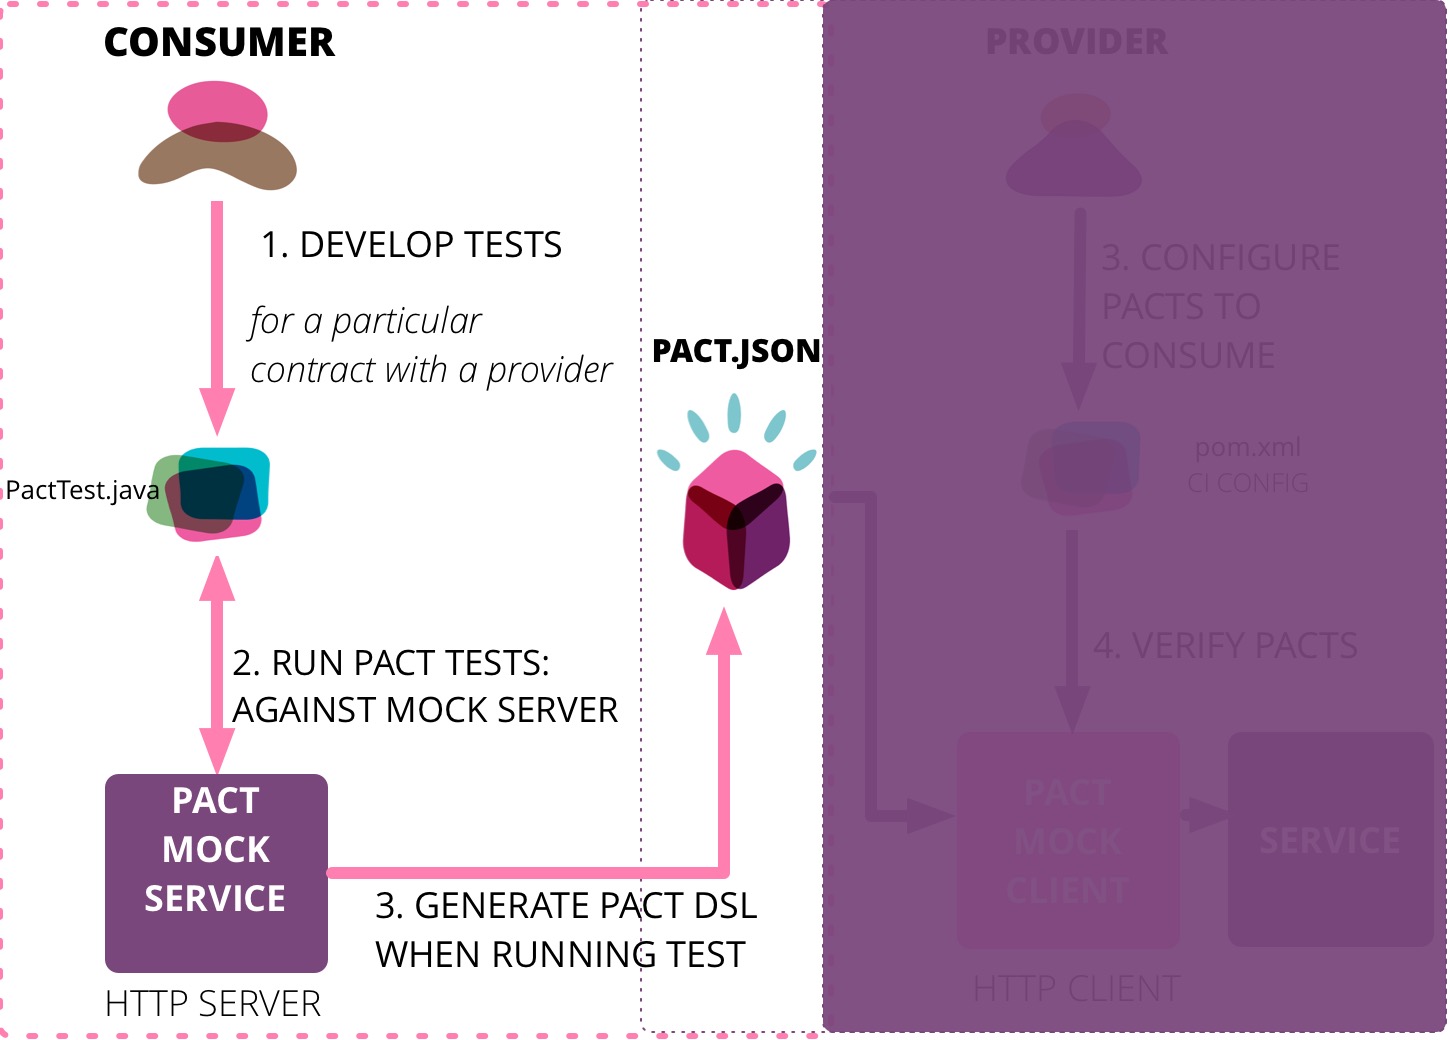 CONSUMER
1. DEVELOP TESTS
for a particular
contract with a provider
PactTest.java
2. RUN PACT TESTS:
AGAINST MOCK SERVER
PACT
MOCK
SERVICE
HTTP SERVER
3. GENERATE PACT DSL
WHEN RUNNING TEST
PACT.JSON
PROVIDER
3. CONFIGURE
PACTS TO
CONSUME
pom.xml
CI CONFIG
4. VERIFY PACTS
PACT
MOCK
CLIENT
SERVICE
HTTP CLIENT